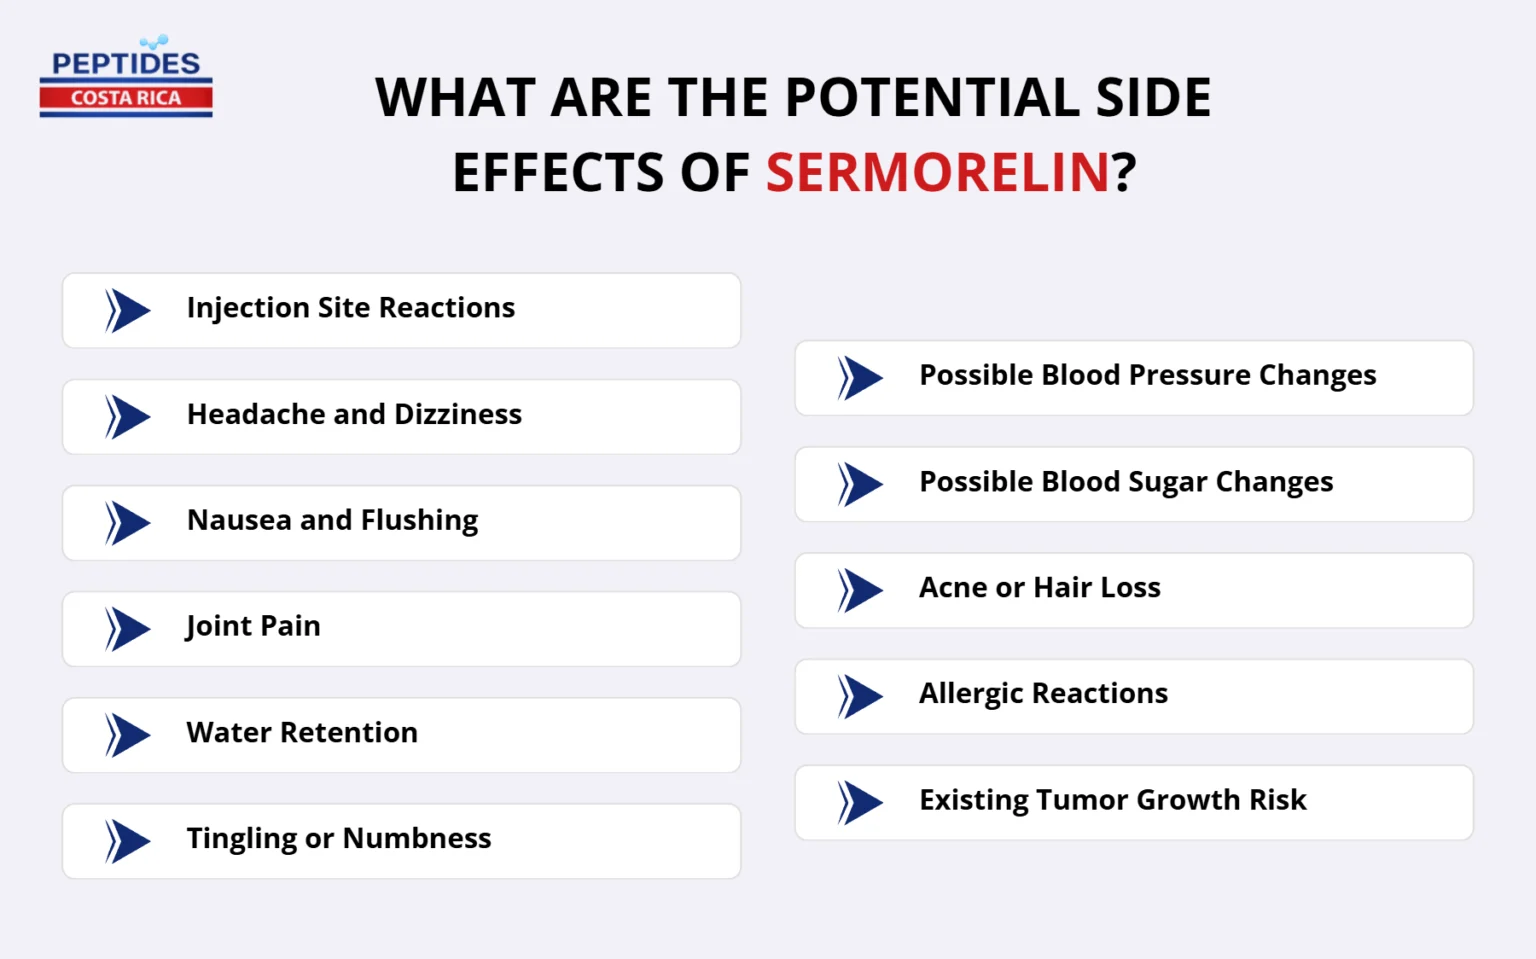 PEPTIDES
COSTA RICA
WHAT ARE THE POTENTIAL SIDE
EFFECTS OF SERMORELIN?
Injection Site Reactions
Headache and Dizziness
Nausea and Flushing
Joint Pain
Water Retention
Tingling or Numbness
Possible Blood Pressure Changes
Possible Blood Sugar Changes
Acne or Hair Loss
Allergic Reactions
Existing Tumor Growth Risk